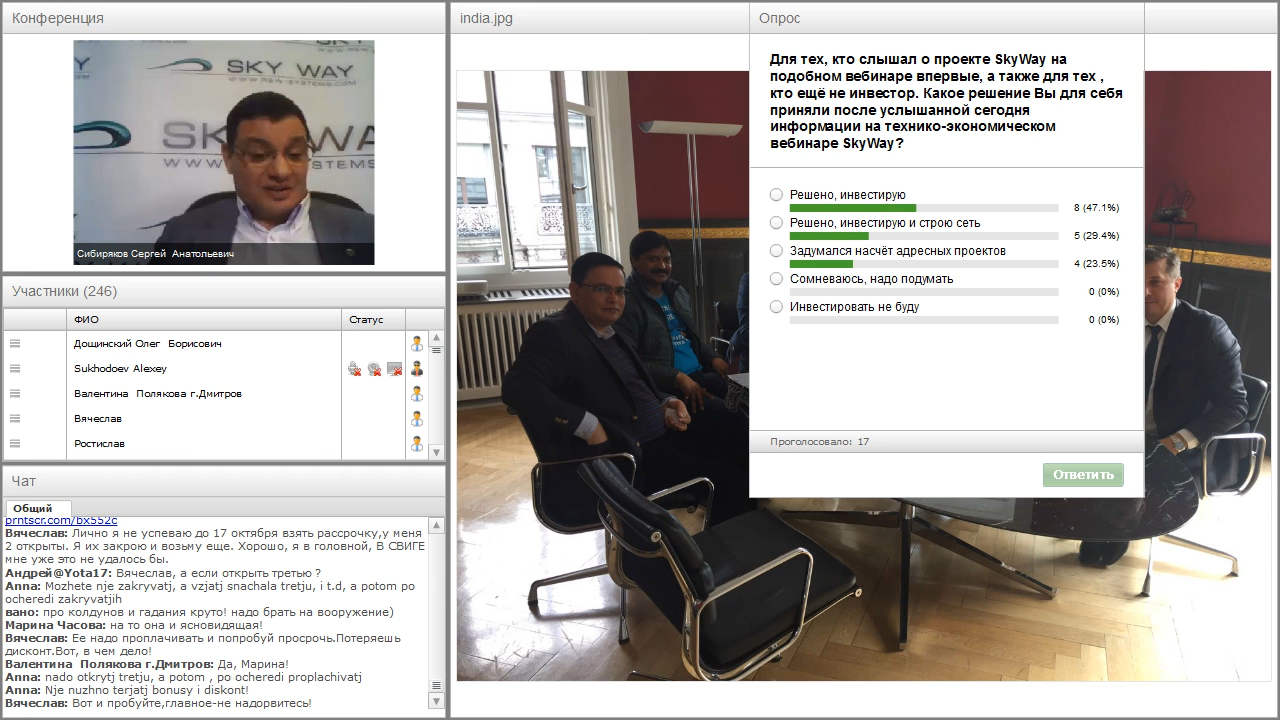 Конференция
SKY WAY
WWW.RSW-SYSTEMS.COM
SKY WAY
Сибиряков Сергей Анатольевич
Участники (246)
ФИО Статус
Дощинский Олег Борисович
Sukhodoev Alexey
Валентина Полякова г.Дмитров
Вячеслав
Ростислав
Чат
Общий
prntscr.com/bx552c
Вячеслав: Лично я не успеваю до 17 октября взять рассрочку,у меня
2 открыты. Я их закрою и возьму еще. Хорошо, я в головной, В СВИГЕ
мне уже это не удалось бы.
Андрей@Yota17: Вячеслав, а если открыть третью ?
Anna: Mozhete nje zakryvatj, a vzjatj snachala tretju, i t.d, a potom po
ocheredi zakryvatjih
вано: про колдунов и гадания круто! надо брать на вооружение)
Марина Часова: на то она и ясновидящая!
Вячеслав: Ее надо проплачивать и попробуй просрочь.Потеряешь
дисконт.Вот, в чем дело!
Валентина Полякова г.Дмитров: Да, Марина!
Anna: nado otkrytj tretju, a potom , po ocheredi proplachivatj
Anna: Nje nuzhno terjatj bonusy i diskont!
Вячеслав: Вот и пробуйте,главное-не надорвитесь!
india.jpg
Опрос
Для тех, кто слышал о проекте SkyWay на
подобном вебинаре впервые, а также для тех ,
кто ещё не инвестор. Какое решение Вы для себя
приняли после услышанной сегодня
информации на технико-экономическом
вебинаре SkyWay?
Решено, инвестирую
8 (47.1%)
Решено, инвестирую и строю сеть
5 (29.4%)
Задумался насчёт адресных проектов
4 (23.5%)
Сомневаюсь, надо подумать
0 (0%)
Инвестировать не буду
0 (0%)
Проголосовало: 17
Ответить